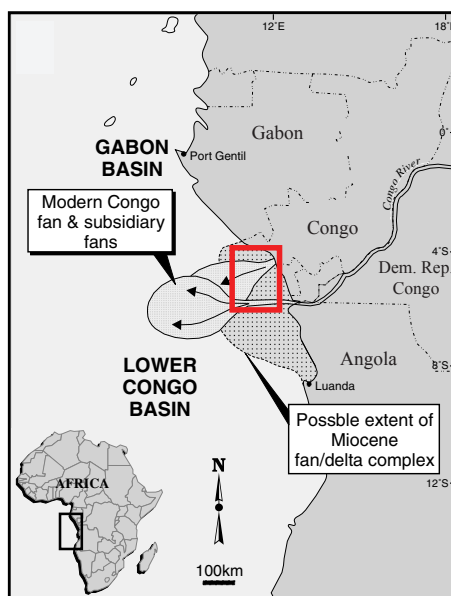 12°E
18°
GABON
BASIN
Port Gentil
Gabon
0°
Congo River
Modern Congo
fan & subsidiary
fans
Congo
4°S
Dem. Rep.
Congo
LOWER
CONGO
BASIN
Angola
8°S
Luanda
Possble extent of
Miocene
fan/delta complex
AFRICA
N
12°S
100km